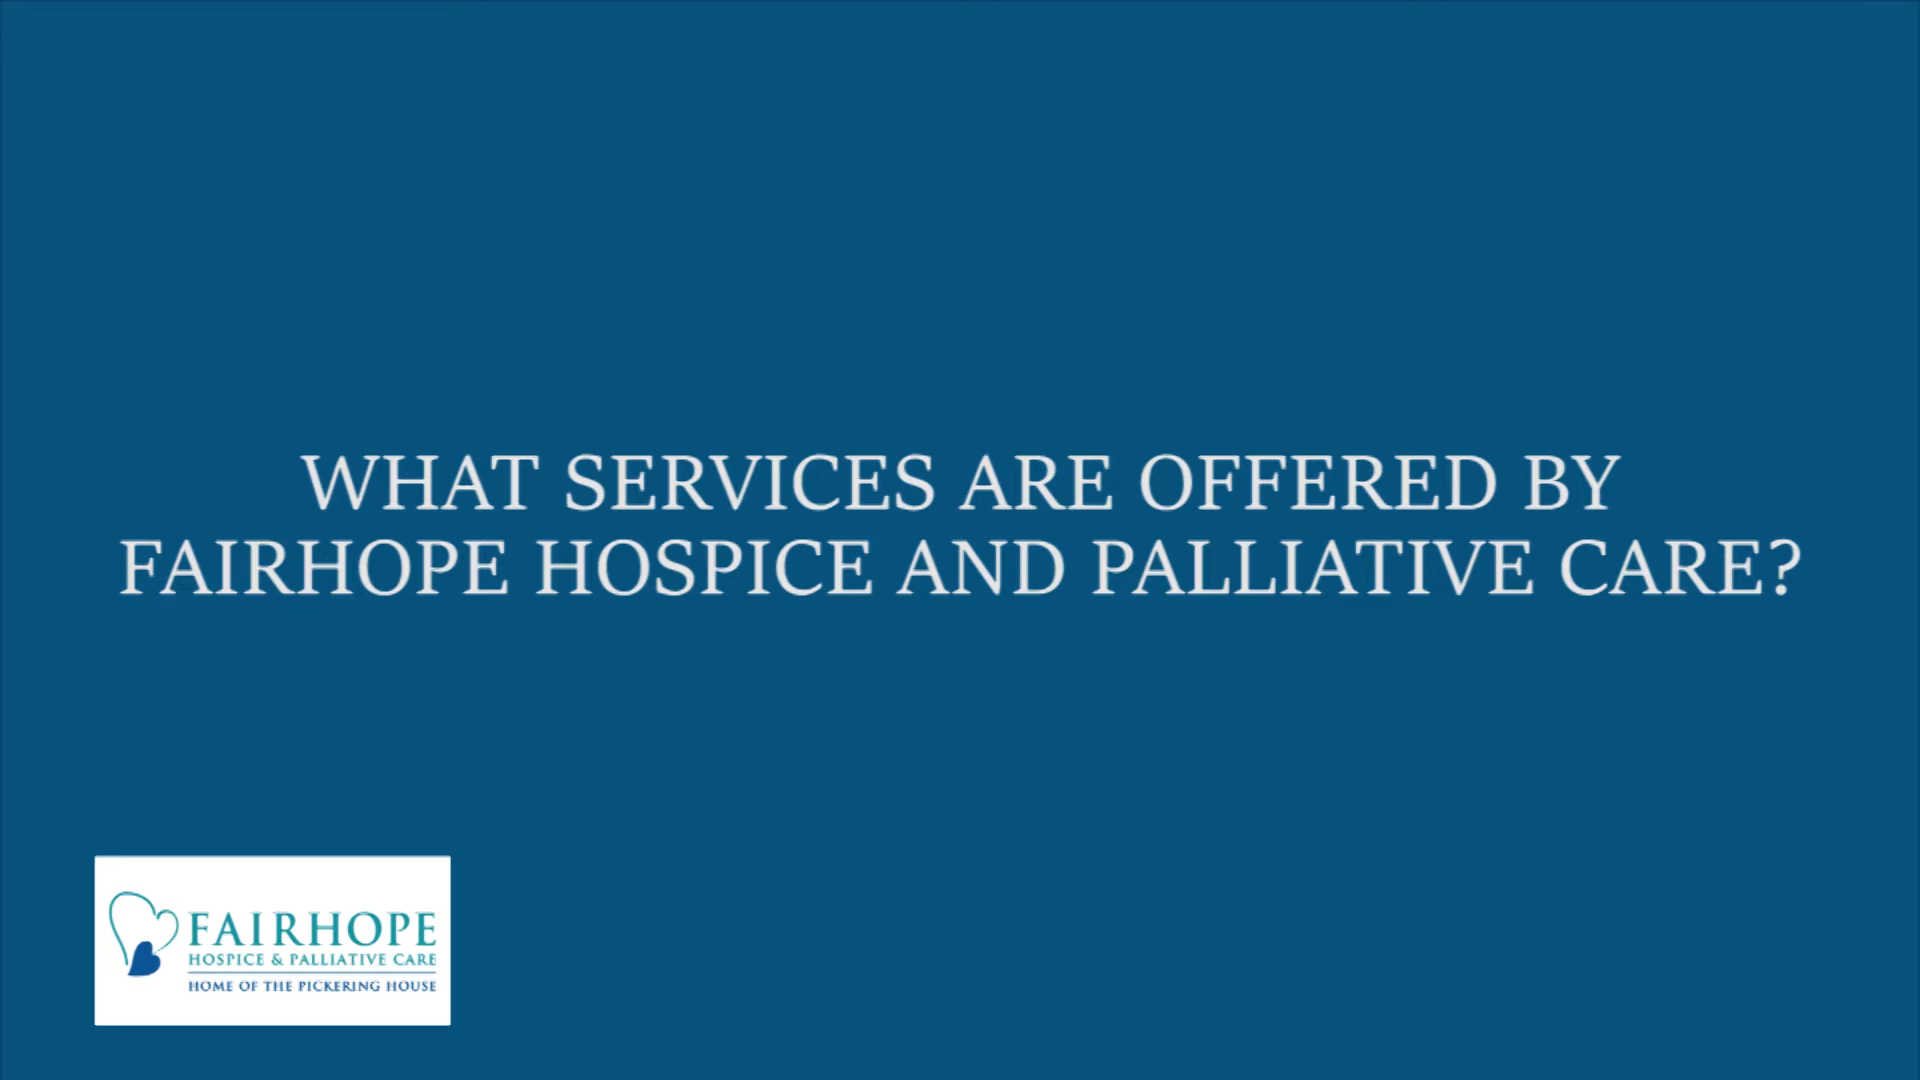 WHAT SERVICES ARE OFFERED BY
FAIRHOPE HOSPICE AND PALLIATIVE CARE?
FAIRHOPE
HOSPICE & PALLIATIVE CARE
HOME OF THE PICKERING HOUSE